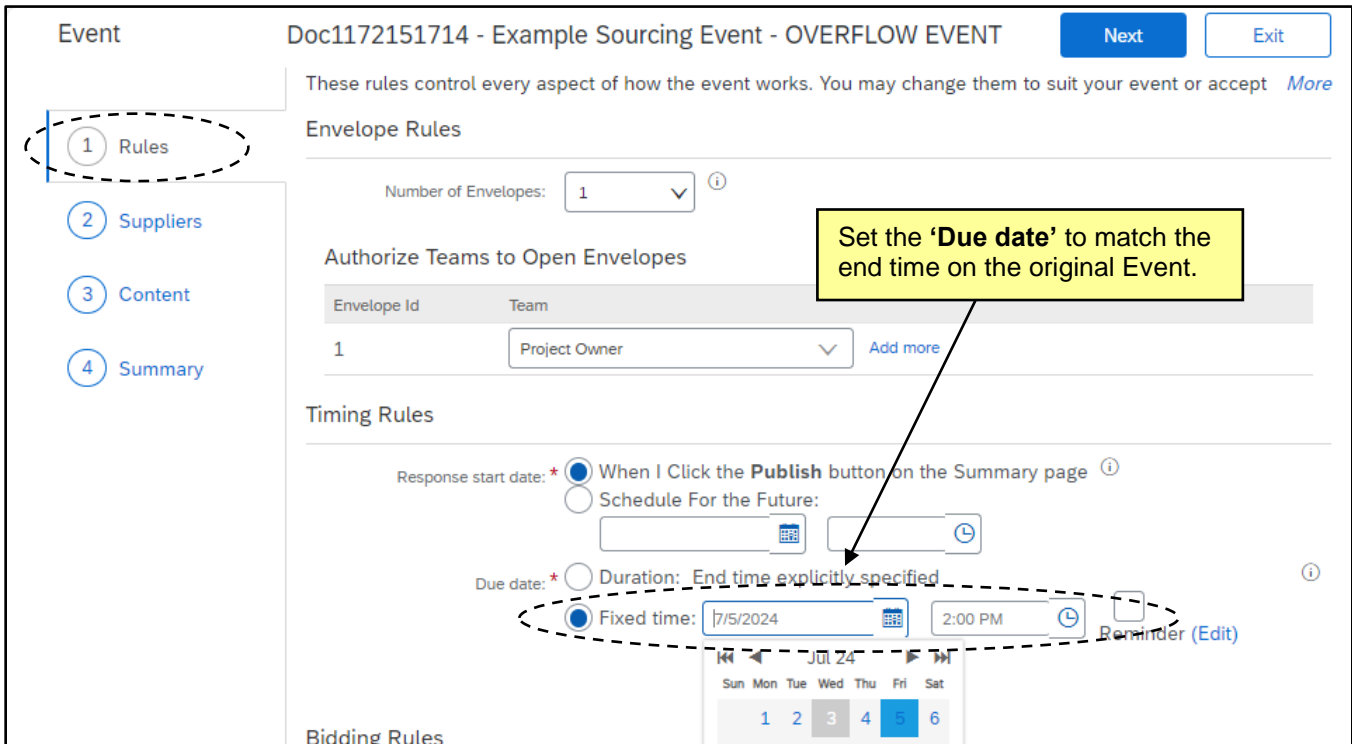 Event
Doc1172151714 - Example Sourcing Event - OVERFLOW EVENT
Next
Exit
These rules control every aspect of how the event works. You may change them to suit your event or accept More
1 Rules
2 Suppliers
3 Content
4 Summary
Envelope Rules
Number of Envelopes: 1
Set the ‘Due date’ to match the
end time on the original Event.
Authorize Teams to Open Envelopes
Envelope Id Team
1 Project Owner Add more
Timing Rules
Response start date: * When I Click the Publish button on the Summary page
Schedule For the Future:
Due date: * Duration: End time explicitly specified
Fixed time: 7/5/2024 2:00 PM
Reminder (Edit)
Jul 24
Sun Mon Tue Wed Thu Fri Sat
1 2 3 4 5 6
Bidding Rules